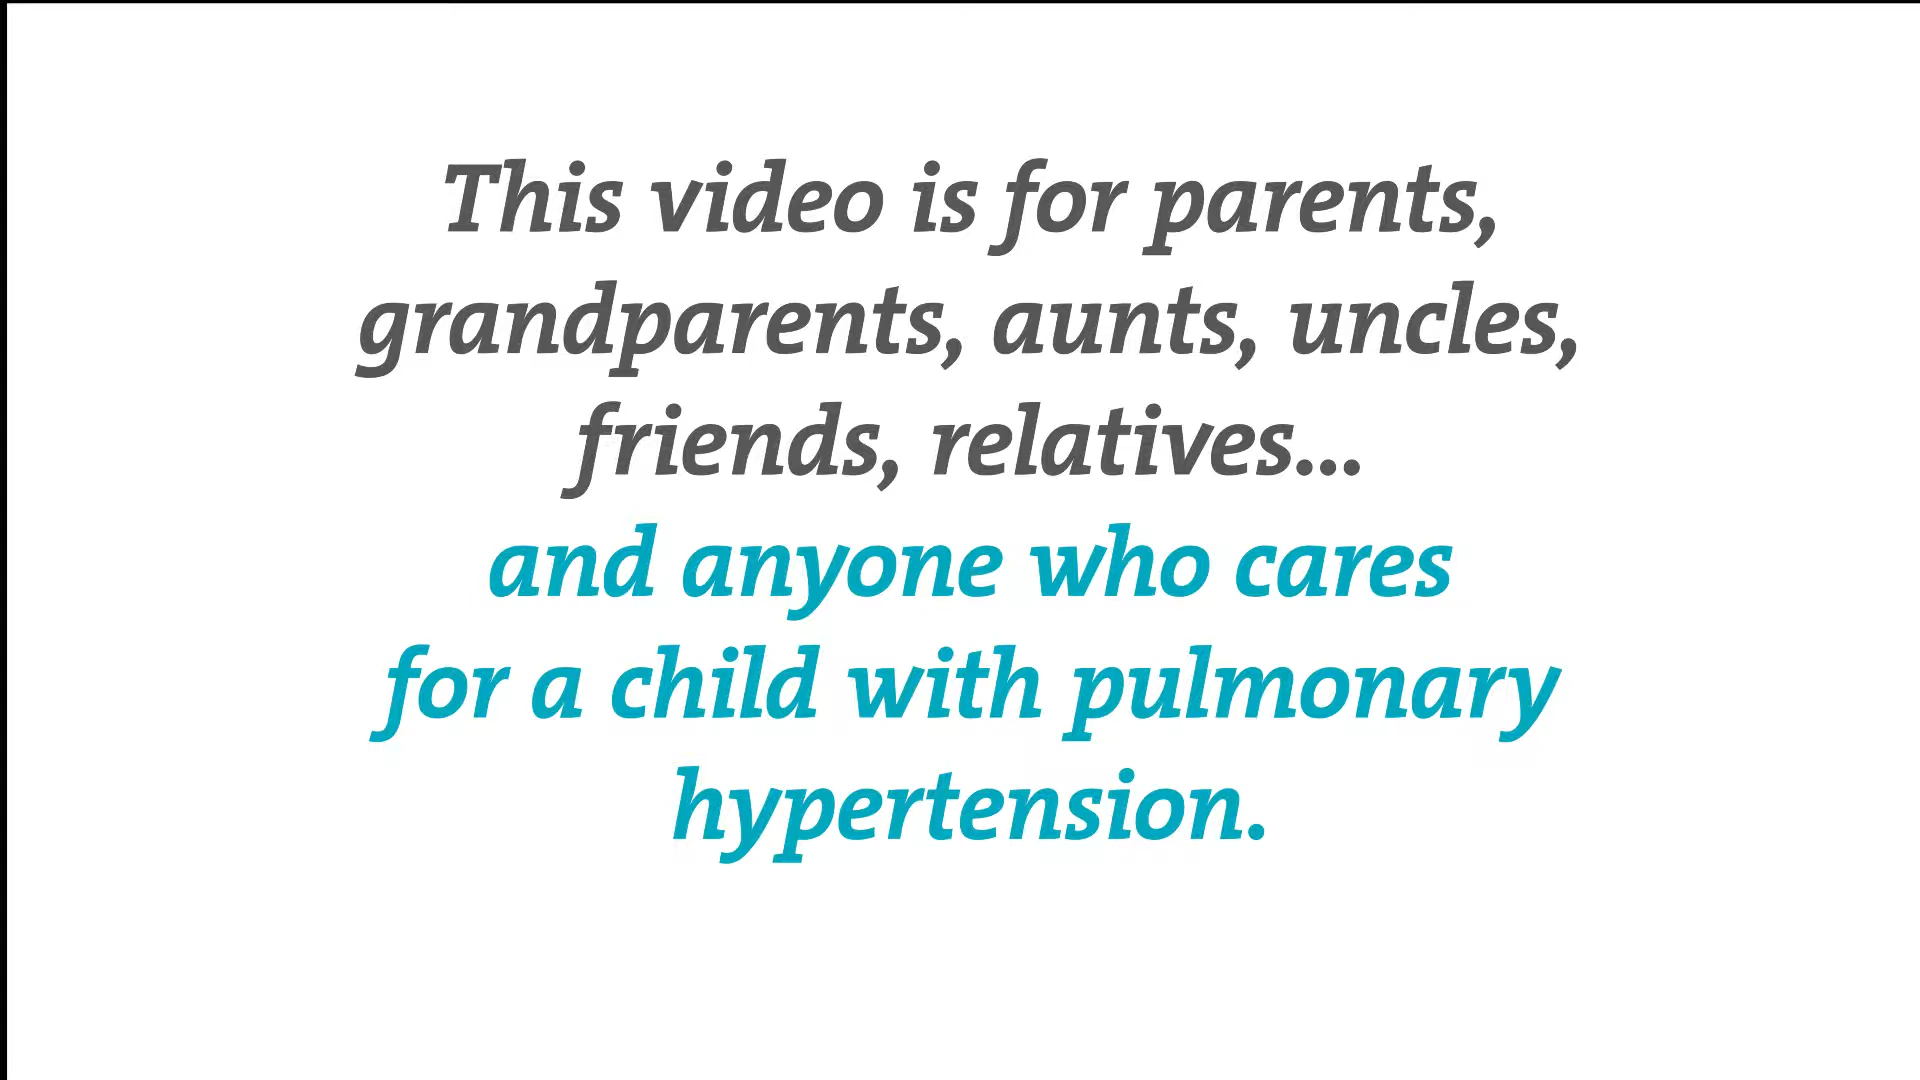 This video is for parents,
grandparents, aunts, uncles,
friends, relatives...
and anyone who cares
for a child with pulmonary
hypertension.